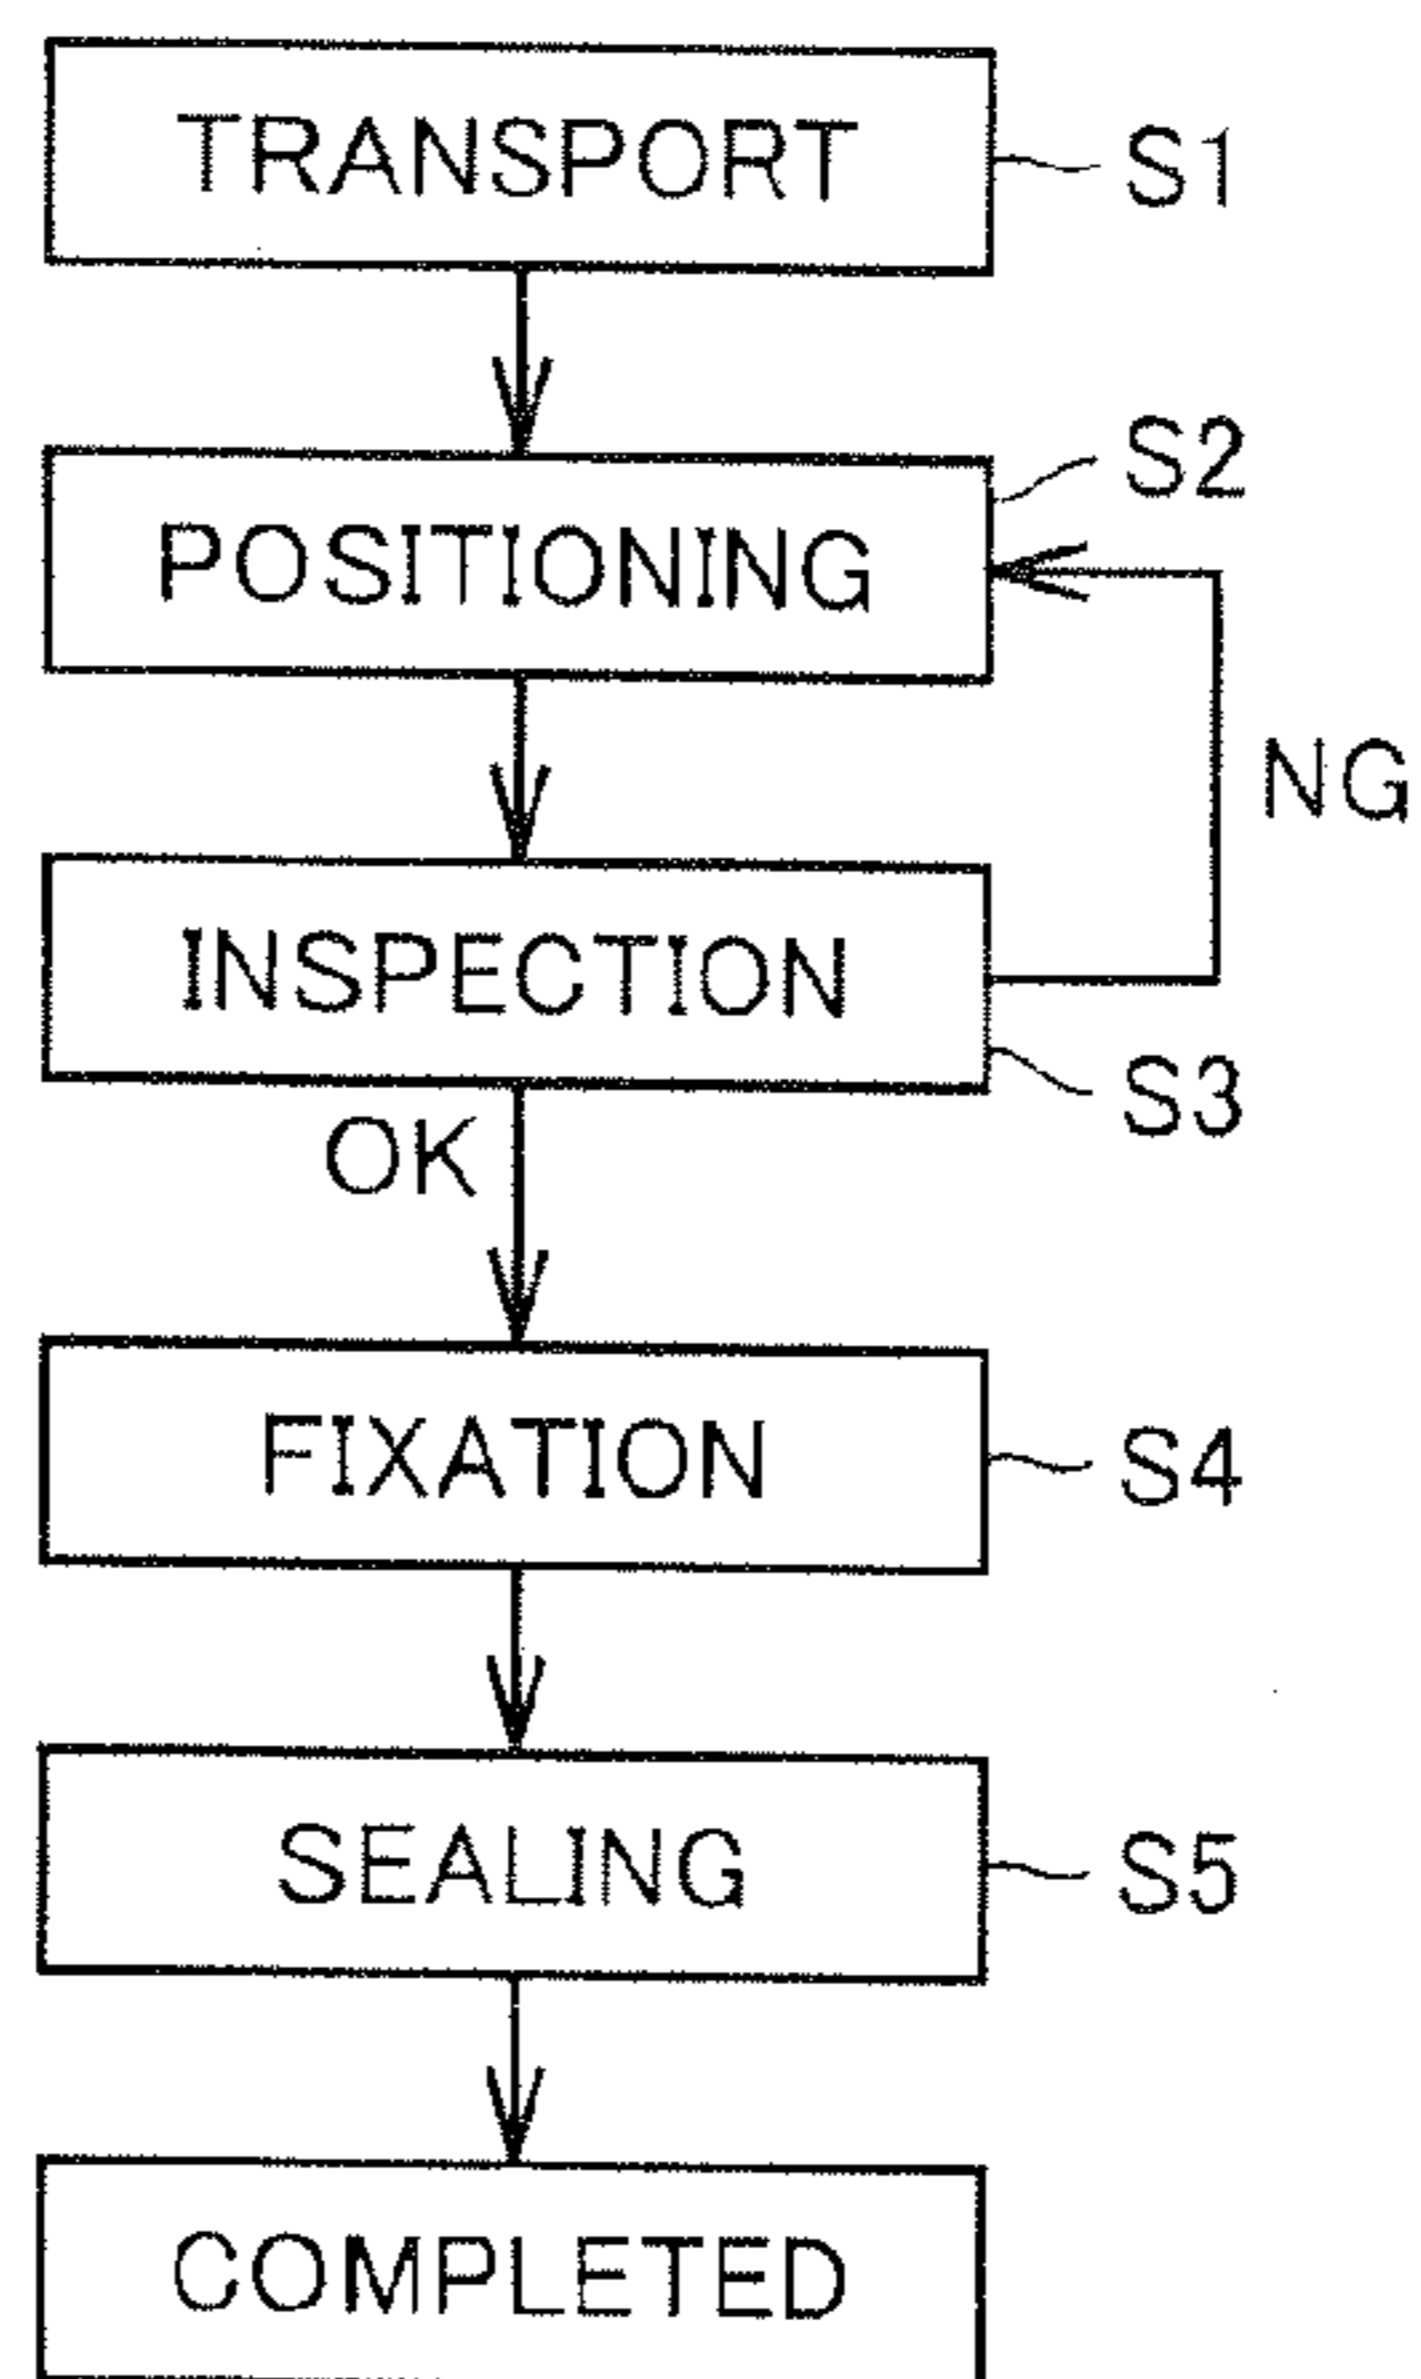 TRANSPORT S1
POSITIONING S2
NG
INSPECTION S3
OK
FIXATION S4
SEALING S5
COMPLETED